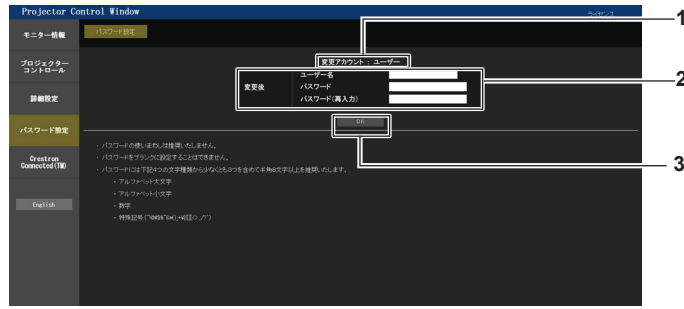 Projector Control Window
ライセンス
モニター情報
パスワード設定
1
プロジェクター
コントロール
変更アカウント : ユーザー
変更後
ユーザー名
パスワード
パスワード(再入力)
2
詳細設定
OK
パスワード設定
・パスワードの使いまわしは推奨いたしません。
・パスワードをブランクに設定することはできません。
・パスワードには下記4つの文字種類から少なくとも3つを含めて半角8文字以上を推奨いたします。
・アルファベット大文字
・アルファベット小文字
・数字
・特殊記号
3
Crestron
Connected(TM)
English